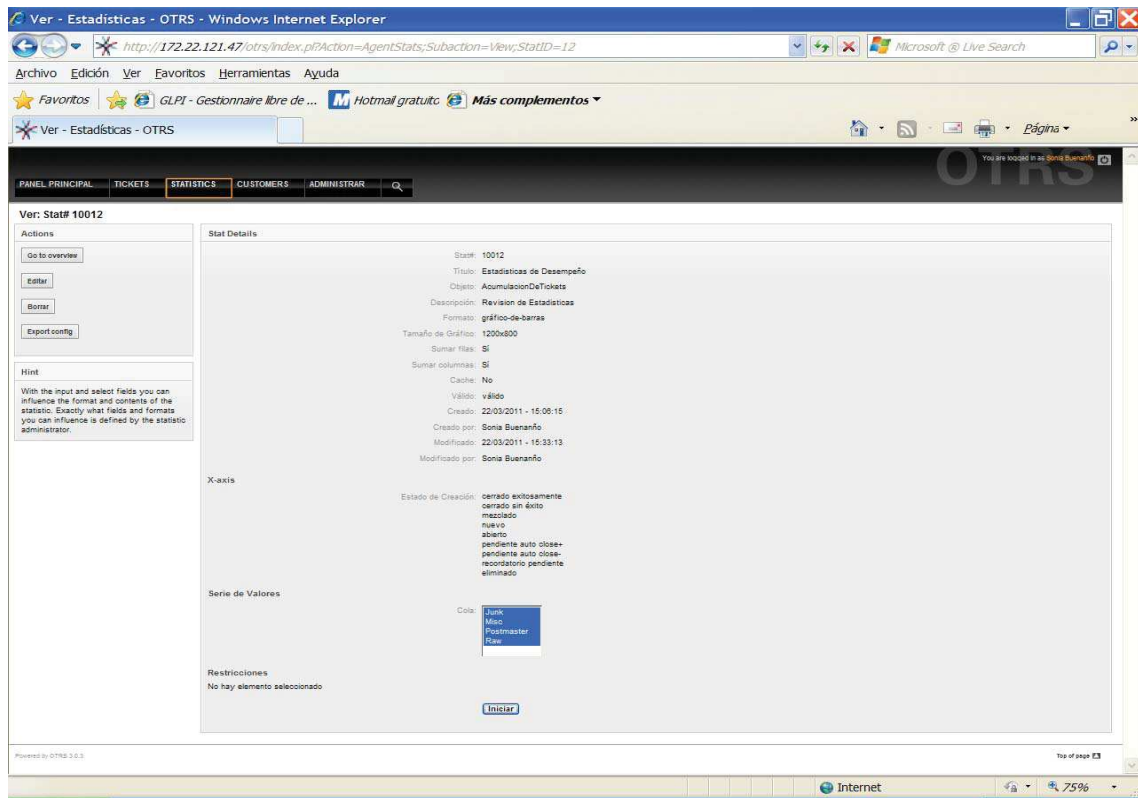 Ver - Estadísticas - OTRS - Windows Internet Explorer
http://172.22.121.47/otrs/index.pl?Action=AgentStats;Subaction=View;StatID=12
Microsoft ® Live Search
Archivo Edición Ver Favoritos Herramientas Ayuda
Favoritos GLPI - Gestionnaire libre de ... Hotmail gratuito Más complementos
Ver - Estadísticas - OTRS
Página
OTRS
You are logged in as Sonia Buenanño
PANEL PRINCIPAL TICKETS STATISTICS CUSTOMERS ADMINISTRAR
Ver: Stat# 10012
Actions
Go to overview
Editar
Borrar
Export config
Hint
With the input and select fields you can
influence the format and contents of the
statistic. Exactly what fields and formats
you can influence is defined by the statistic
administrator.
Stat Details
Stat#: 10012
Título: Estadisticas de Desempeño
Objeto: AcumulacionDeTickets
Descripción: Revision de Estadisticas
Formato: gráfico-de-barras
Tamaño de Gráfico: 1200x800
Sumar filas: Sí
Sumar columnas: Sí
Cache: No
Válido: válido
Creado: 22/03/2011 - 15:06:15
Creado por: Sonia Buenanño
Modificado: 22/03/2011 - 15:33:13
Modificado por: Sonia Buenanño
X-axis
Estado de Creación: cerrado exitosamente
cerrado sin éxito
mezclado
nuevo
abierto
pendiente auto close+
pendiente auto close-
recordatorio pendiente
eliminado
Serie de Valores
Cola: Junk
Misc
Postmaster
Raw
Restricciones
No hay elemento seleccionado
Iniciar
Powered by OTRS 3.0.3
Top of page
Internet
75%